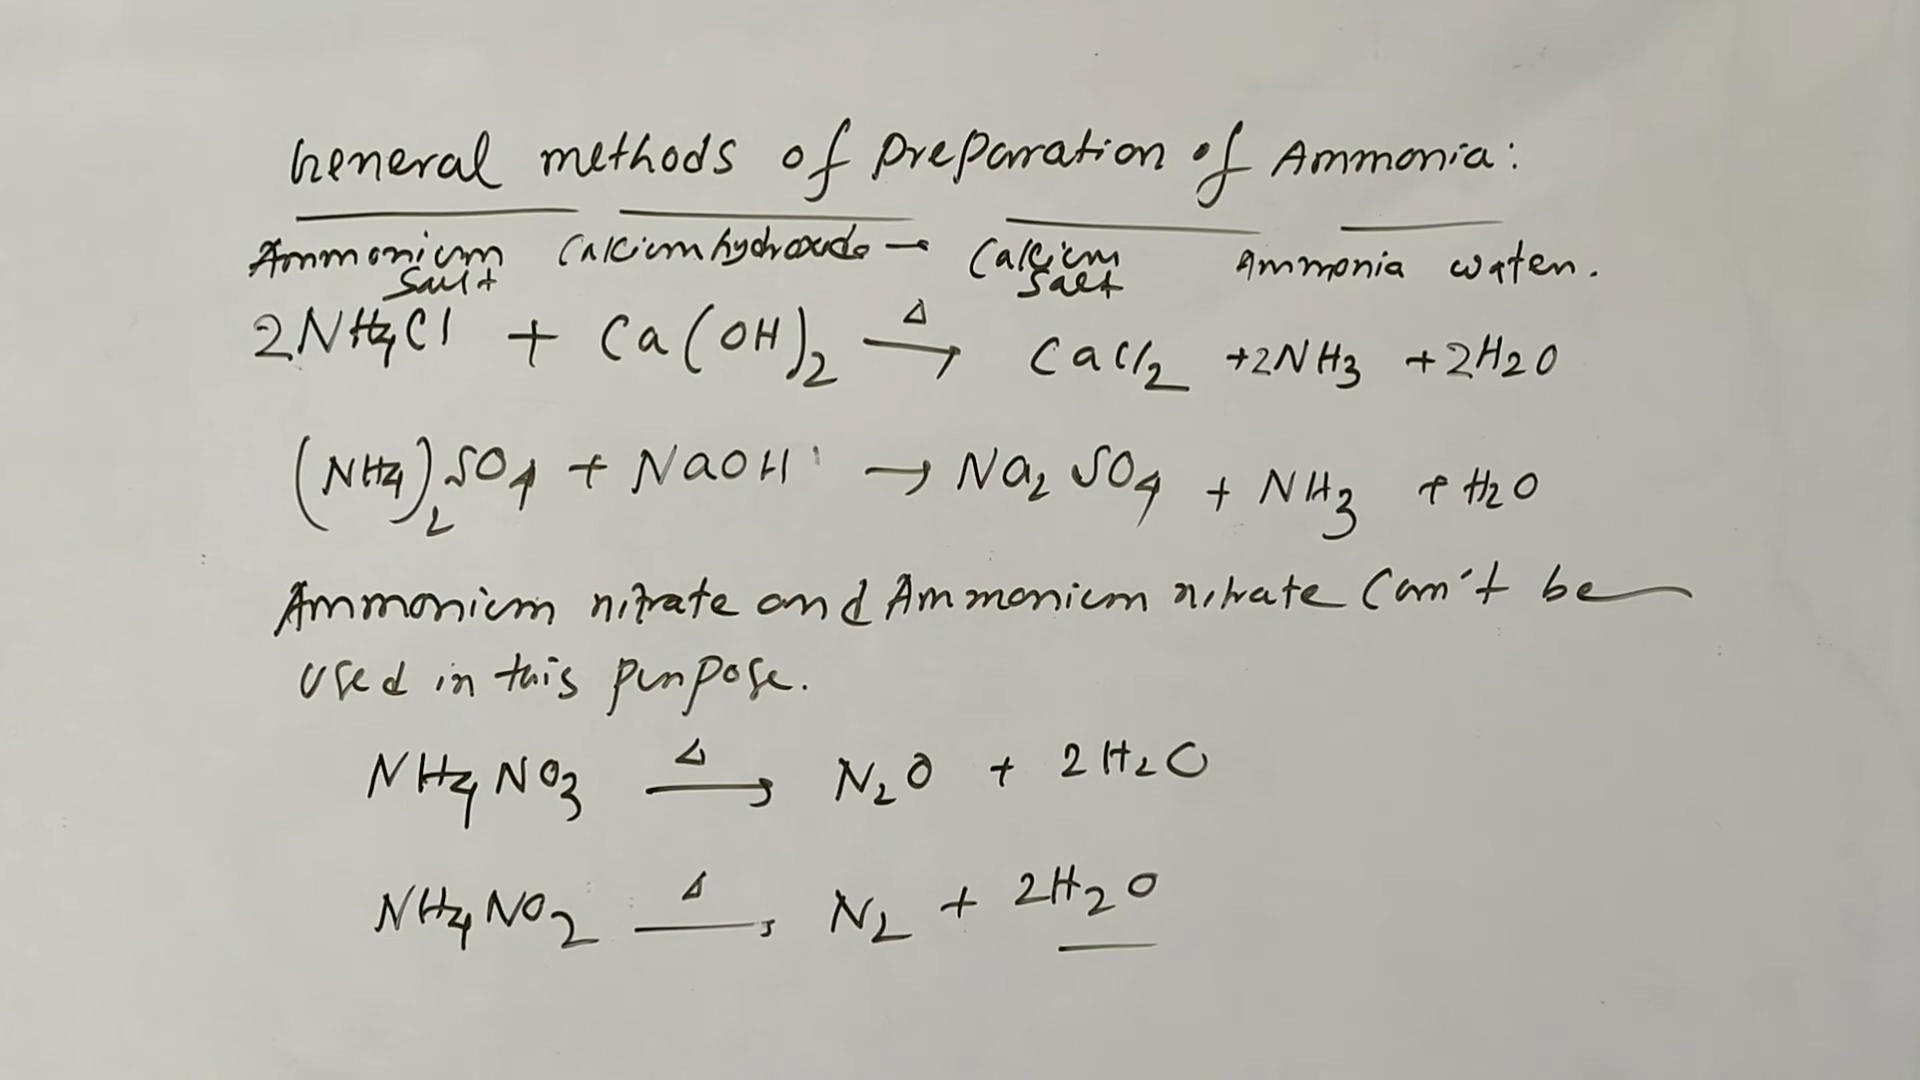 General methods of Preparation of Ammonia:
Ammonium Salt Calcium hydroxide → Calcium Salt Ammonia water.
2NH4Cl + Ca(OH)2 Δ→ CaCl2 +2NH3 +2H2O
(NH4)2SO4 + NaOH → Na2SO4 + NH3 + H2O
Ammonium nitrate and Ammonium nitrate Can't be
used in this purpose.
NH4NO3 Δ→ N2O + 2H2O
NH4NO2 Δ→ N2 + 2H2O